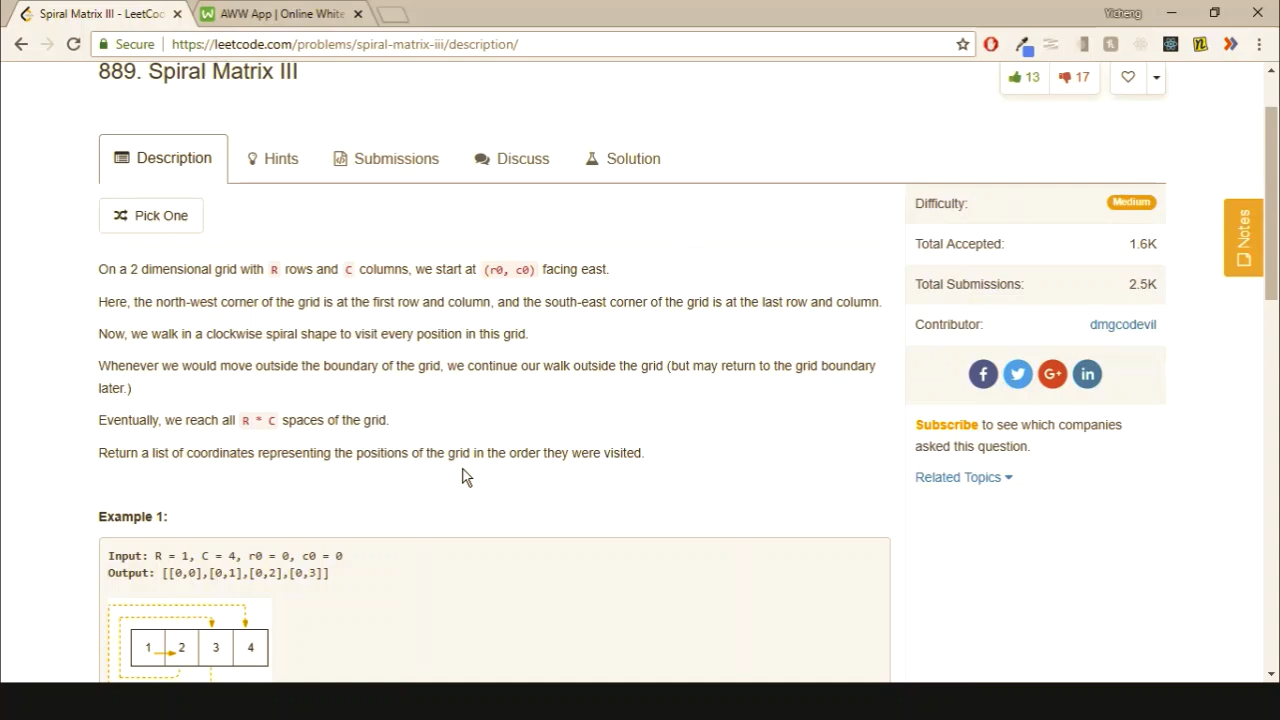 Spiral Matrix III - LeetCo
AWW App | Online White
Yicheng
Secure
https://leetcode.com/problems/spiral-matrix-iii/description/
889. Spiral Matrix III
13
17
Description
Hints
Submissions
Discuss
Solution
Pick One
On a 2 dimensional grid with R rows and C columns, we start at (r0, c0) facing east.
Here, the north-west corner of the grid is at the first row and column, and the south-east corner of the grid is at the last row and column.
Now, we walk in a clockwise spiral shape to visit every position in this grid.
Whenever we would move outside the boundary of the grid, we continue our walk outside the grid (but may return to the grid boundary
later.)
Eventually, we reach all R * C spaces of the grid.
Return a list of coordinates representing the positions of the grid in the order they were visited.
Example 1:
Input: R = 1, C = 4, r0 = 0, c0 = 0
Output: [[0,0],[0,1],[0,2],[0,3]]
1 2 3 4
Difficulty: Medium
Total Accepted: 1.6K
Total Submissions: 2.5K
Contributor: dmgcodevil
Subscribe to see which companies
asked this question.
Related Topics
Notes